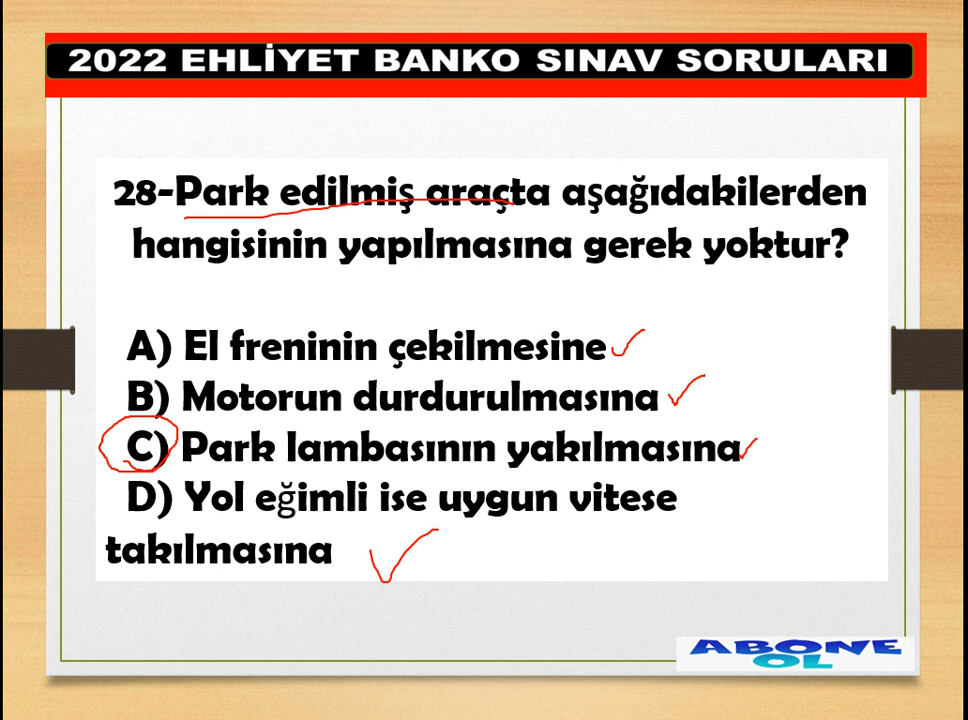 2022 EHLİYET BANKO SINAV SORULARI
28-Park edilmiş araçta aşağıdakilerden
hangisinin yapılmasına gerek yoktur?
A) El freninin çekilmesine
B) Motorun durdurulmasına
C) Park lambasının yakılmasına
D) Yol eğimli ise uygun vitese
takılmasına
ABONE
OL